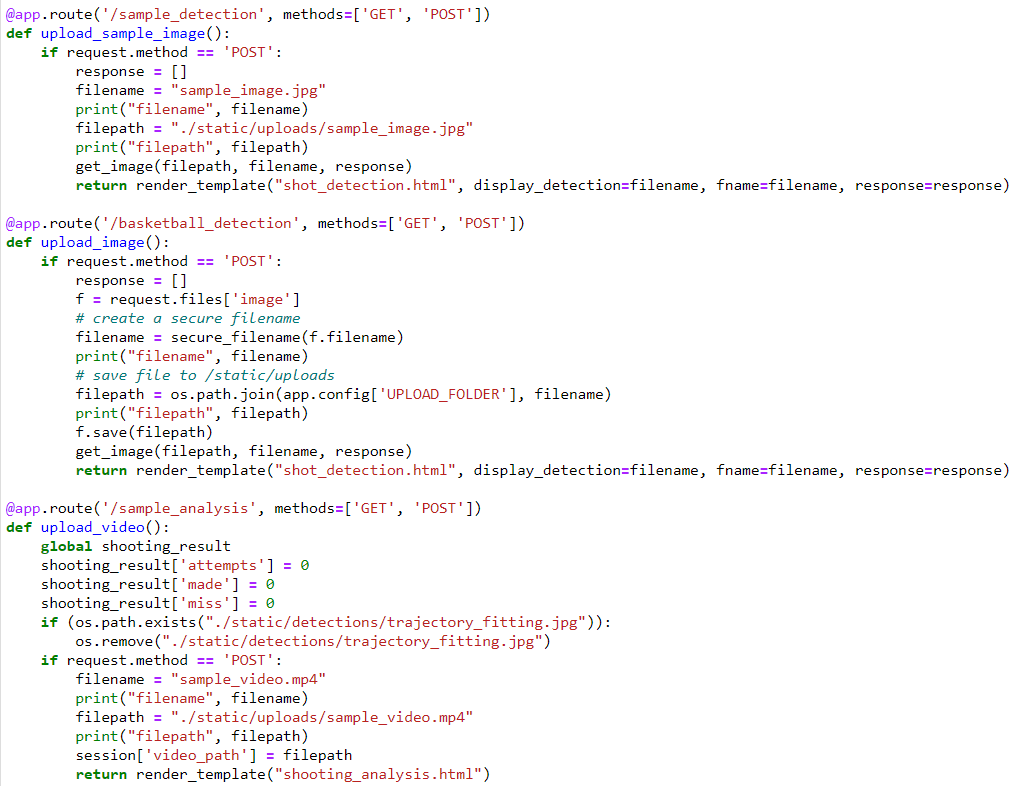 @app.route('/sample_detection', methods=['GET', 'POST'])
def upload_sample_image():
    if request.method == 'POST':
        response = []
        filename = "sample_image.jpg"
        print("filename", filename)
        filepath = "./static/uploads/sample_image.jpg"
        print("filepath", filepath)
        get_image(filepath, filename, response)
        return render_template("shot_detection.html", display_detection=filename, fname=filename, response=response)

@app.route('/basketball_detection', methods=['GET', 'POST'])
def upload_image():
    if request.method == 'POST':
        response = []
        f = request.files['image']
        # create a secure filename
        filename = secure_filename(f.filename)
        print("filename", filename)
        # save file to /static/uploads
        filepath = os.path.join(app.config['UPLOAD_FOLDER'], filename)
        print("filepath", filepath)
        f.save(filepath)
        get_image(filepath, filename, response)
        return render_template("shot_detection.html", display_detection=filename, fname=filename, response=response)

@app.route('/sample_analysis', methods=['GET', 'POST'])
def upload_video():
    global shooting_result
    shooting_result['attempts'] = 0
    shooting_result['made'] = 0
    shooting_result['miss'] = 0
    if (os.path.exists("./static/detections/trajectory_fitting.jpg")):
        os.remove("./static/detections/trajectory_fitting.jpg")
    if request.method == 'POST':
        filename = "sample_video.mp4"
        print("filename", filename)
        filepath = "./static/uploads/sample_video.mp4"
        print("filepath", filepath)
        session['video_path'] = filepath
        return render_template("shooting_analysis.html")